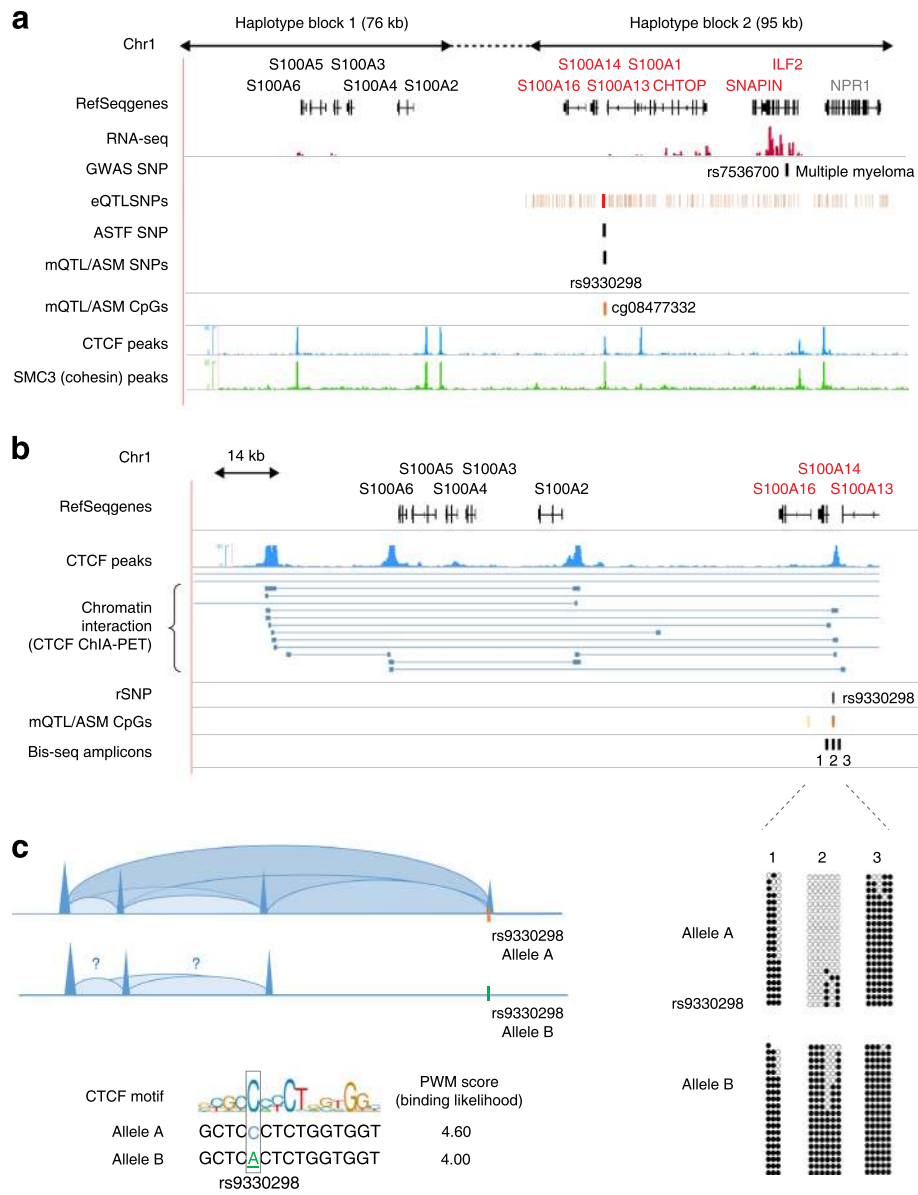 a
Haplotype block 1 (76 kb) Haplotype block 2 (95 kb)
Chr1
S100A5 S100A3 S100A14 S100A1 ILF2
S100A6 S100A4 S100A2 S100A16 S100A13 CHTOP SNAPIN NPR1
RefSeqgenes
RNA-seq
GWAS SNP rs7536700 Multiple myeloma
eQTLSNPs
ASTF SNP
mQTL/ASM SNPs
rs9330298
mQTL/ASM CpGs cg08477332
CTCF peaks
SMC3 (cohesin) peaks
b
Chr1 14 kb
S100A5 S100A3 S100A14
S100A6 S100A4 S100A2 S100A16 S100A13
RefSeqgenes
CTCF peaks
Chromatin
interaction
(CTCF ChIA-PET)
rSNP rs9330298
mQTL/ASM CpGs
Bis-seq amplicons
1 2 3
c
rs9330298
Allele A
? ?
rs9330298
Allele B
CTCF motif PWM score
(binding likelihood)
Allele A GCTCCCTCTGGTGGT 4.60
Allele B GCTCACTCTGGTGGT 4.00
rs9330298
1 2 3
Allele A
rs9330298
Allele B